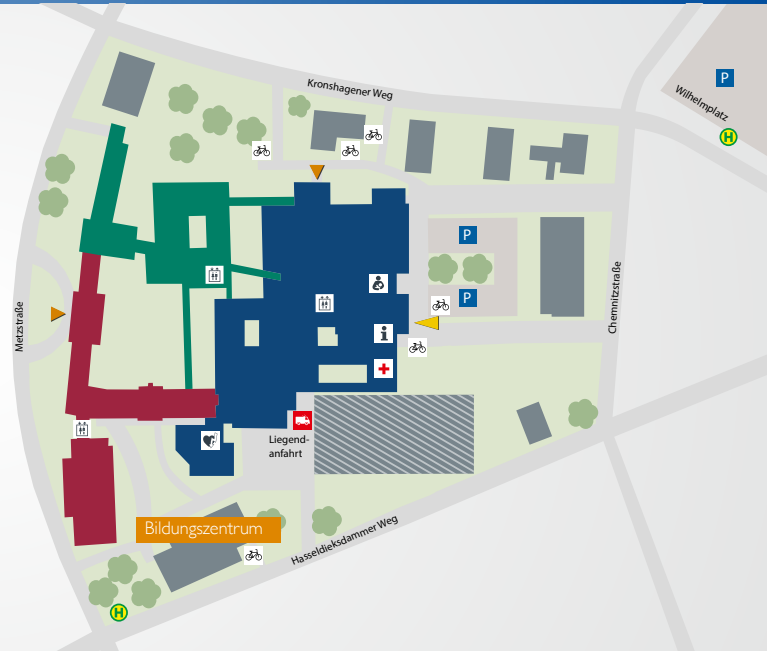 Kronshagener Weg
P
Wilhelmplatz
H
P
P
Chemnitzstraße
Metzstraße
i
Liegend-
anfahrt
Bildungszentrum
Hasseldieksdammer Weg
H